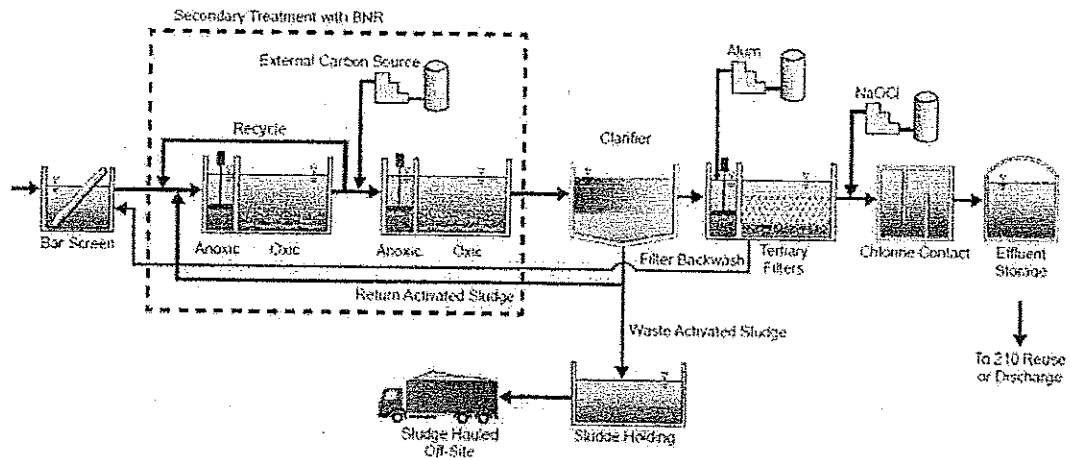 Secondary Treatment with BNR
External Carbon Source
Alum
NaOCl
Recycle
Clarifier
Bar Screen
Anoxic
Oxic
Anoxic
Oxic
Filter Backwash
Tertiary
Filters
Chlorine Contact
Effluent
Storage
Return Activated Sludge
Waste Activated Sludge
To 210 Reuse
or Discharge
Sludge Hauled
Off-Site
Sludge Holding